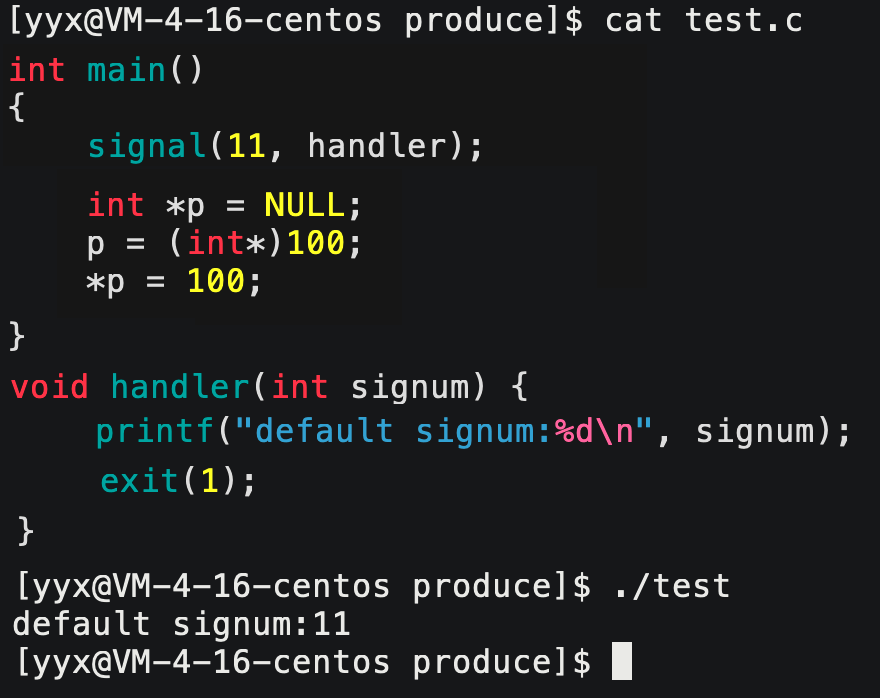 [yyx@VM-4-16-centos produce]$ cat test.c
int main()
{
    signal(11, handler);
    int *p = NULL;
    p = (int*)100;
    *p = 100;
}
void handler(int signum) {
    printf("default signum:%d\n", signum);
    exit(1);
}
[yyx@VM-4-16-centos produce]$ ./test
default signum:11
[yyx@VM-4-16-centos produce]$